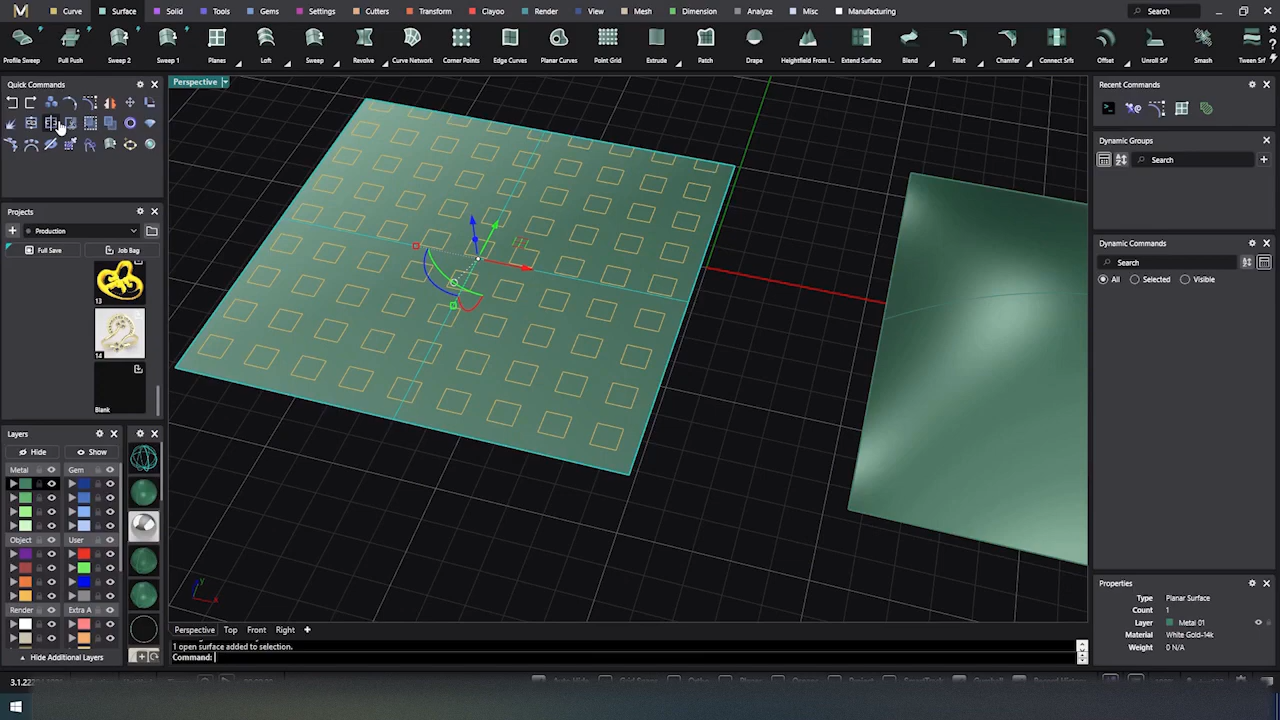 Curve Surface Solid Tools Gems Settings Cutters Transform Clayoo Render View Mesh Dimension Analyze Misc Manufacturing Search
Profile Sweep Pull Push Sweep 2 Sweep 1 Planes Loft Sweep Revolve Curve Network Corner Points Edge Curves Planar Curves Point Grid Extrude Patch Drape Heightfield From I... Extend Surface Blend Fillet Chamfer Connect Srfs Offset Unroll Srf Smash Tween Srf
Quick Commands
Projects
Production
Full Save Job Bag
13
14
Blank
Layers
Hide Show
Metal Gem
Object User
Render Extra A
Hide Additional Layers
Perspective
Perspective Top Front Right
1 open surface added to selection.
Command:
Recent Commands
Dynamic Groups
Search
Dynamic Commands
Search
All Selected Visible
Properties
Type Planar Surface
Count 1
Layer Metal 01
Material White Gold-14k
Weight 0 N/A
y
x